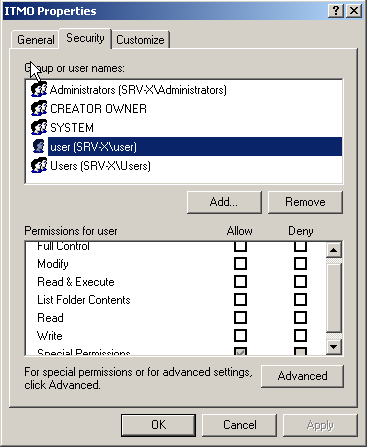 ITMO Properties
General
Security
Customize
Group or user names:
Administrators (SRV-X\Administrators)
CREATOR OWNER
SYSTEM
user (SRV-X\user)
Users (SRV-X\Users)
Add...
Remove
Permissions for user
Allow
Deny
Full Control
Modify
Read & Execute
List Folder Contents
Read
Write
Special Permissions
For special permissions or for advanced settings,
click Advanced.
Advanced
OK
Cancel
Apply